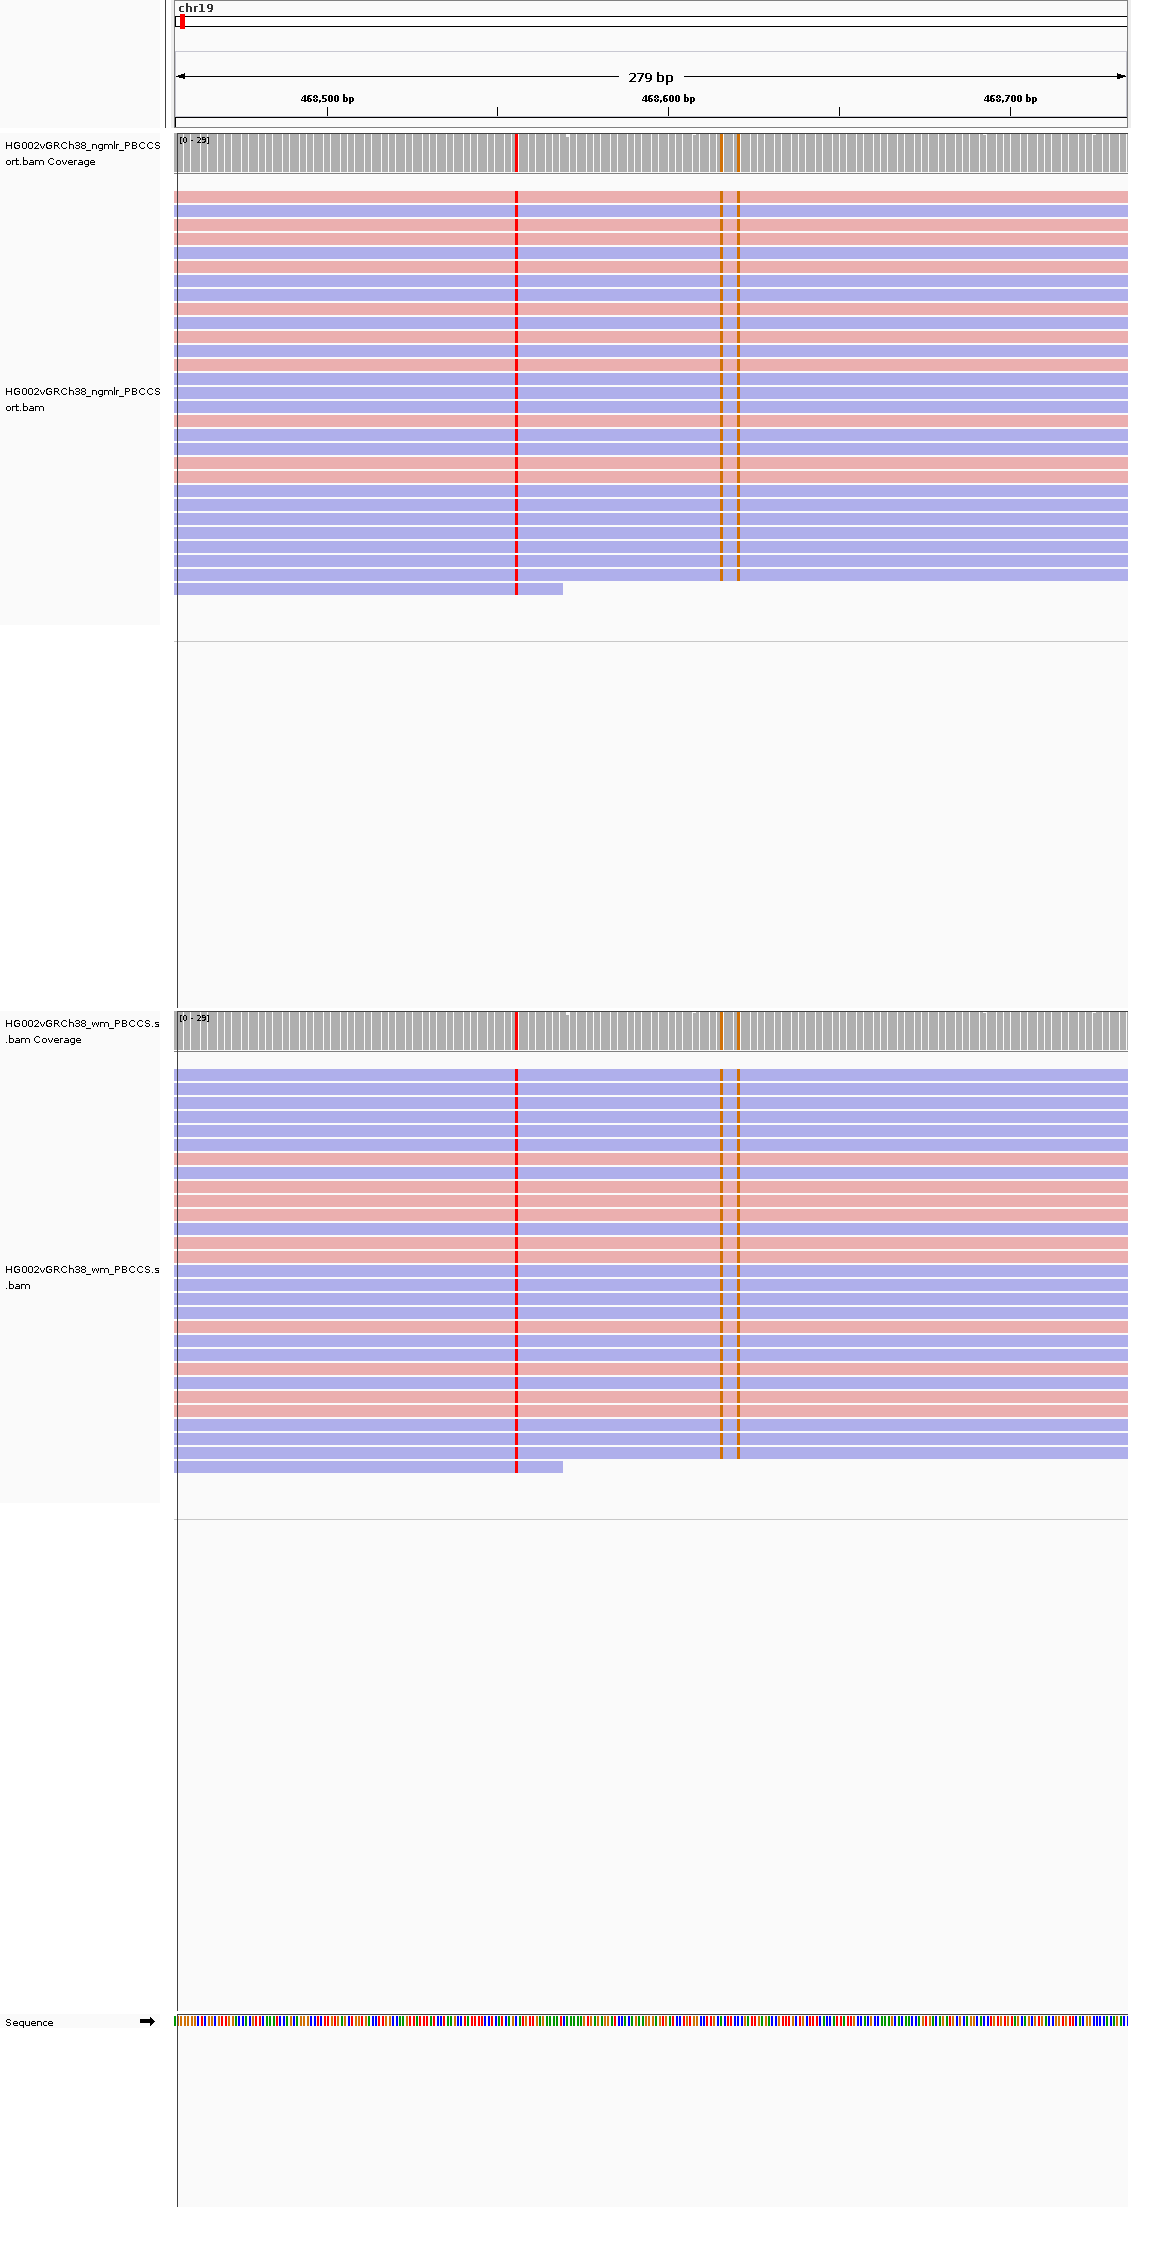 chr19
279 bp
468,500 bp 468,600 bp 468,700 bp
HG002vGRCh38_ngmlr_PBCCS
ort.bam Coverage
[0 - 29]
HG002vGRCh38_ngmlr_PBCCS
ort.bam
HG002vGRCh38_wm_PBCCS.s
.bam Coverage
[0 - 29]
HG002vGRCh38_wm_PBCCS.s
.bam
Sequence